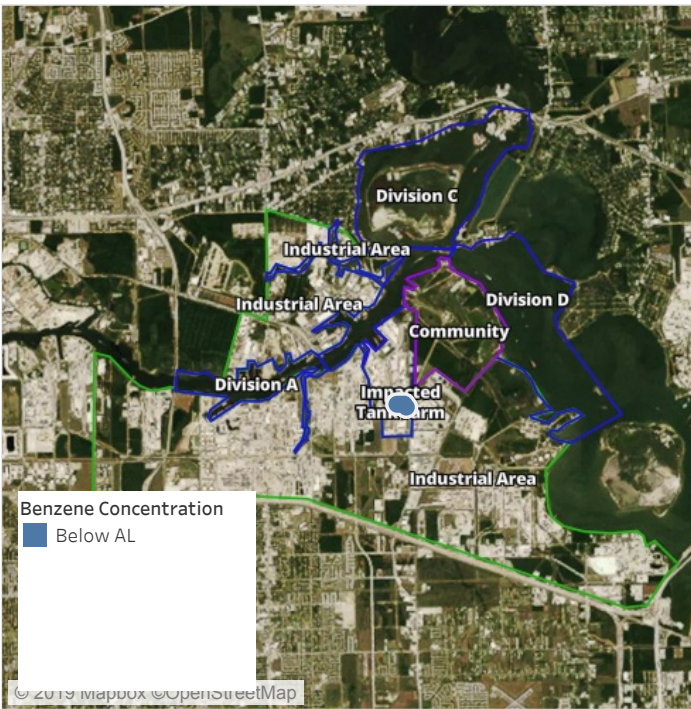 Division C
Industrial Area
Division D
Industrial Area
Community
Division A
Impacted
Tank Farm
Industrial Area
Benzene Concentration
Below AL
© 2019 Mapbox ©OpenStreetMap